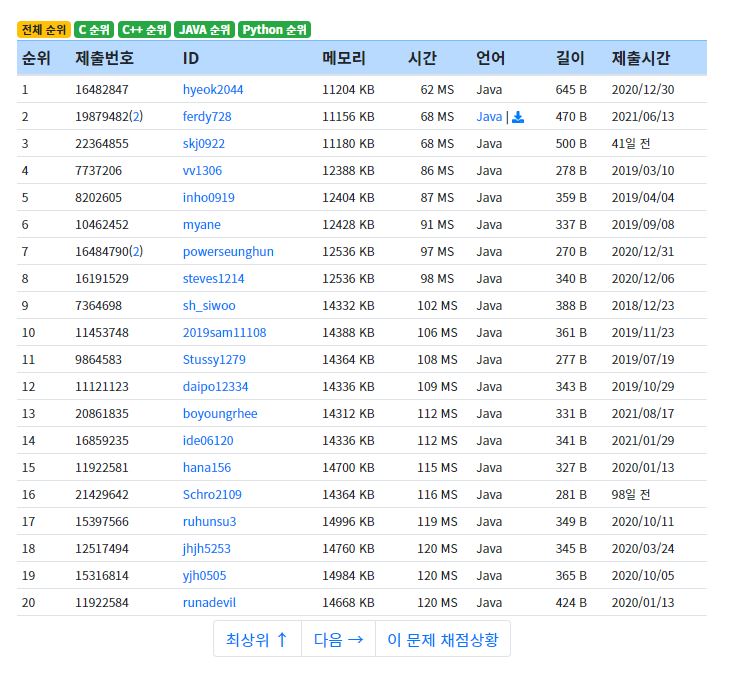 전체 순위 C 순위 C++ 순위 JAVA 순위 Python 순위
순위 제출번호 ID 메모리 시간 언어 길이 제출시간
1 16482847 hyeok2044 11204 KB 62 MS Java 645 B 2020/12/30
2 19879482(2) ferdy728 11156 KB 68 MS Java | 470 B 2021/06/13
3 22364855 skj0922 11180 KB 68 MS Java 500 B 41일 전
4 7737206 vv1306 12388 KB 86 MS Java 278 B 2019/03/10
5 8202605 inho0919 12404 KB 87 MS Java 359 B 2019/04/04
6 10462452 myane 12428 KB 91 MS Java 337 B 2019/09/08
7 16484790(2) powerseunghun 12536 KB 97 MS Java 270 B 2020/12/31
8 16191529 steves1214 12536 KB 98 MS Java 340 B 2020/12/06
9 7364698 sh_siwoo 14332 KB 102 MS Java 388 B 2018/12/23
10 11453748 2019sam11108 14388 KB 106 MS Java 361 B 2019/11/23
11 9864583 Stussy1279 14364 KB 108 MS Java 277 B 2019/07/19
12 11121123 daipo12334 14336 KB 109 MS Java 343 B 2019/10/29
13 20861835 boyoungrhee 14312 KB 112 MS Java 331 B 2021/08/17
14 16859235 ide06120 14336 KB 112 MS Java 341 B 2021/01/29
15 11922581 hana156 14700 KB 115 MS Java 327 B 2020/01/13
16 21429642 Schro2109 14364 KB 116 MS Java 281 B 98일 전
17 15397566 ruhunsu3 14996 KB 119 MS Java 349 B 2020/10/11
18 12517494 jhjh5253 14760 KB 120 MS Java 345 B 2020/03/24
19 15316814 yjh0505 14984 KB 120 MS Java 365 B 2020/10/05
20 11922584 runadevil 14668 KB 120 MS Java 424 B 2020/01/13
최상위 ↑ 다음 → 이 문제 채점상황